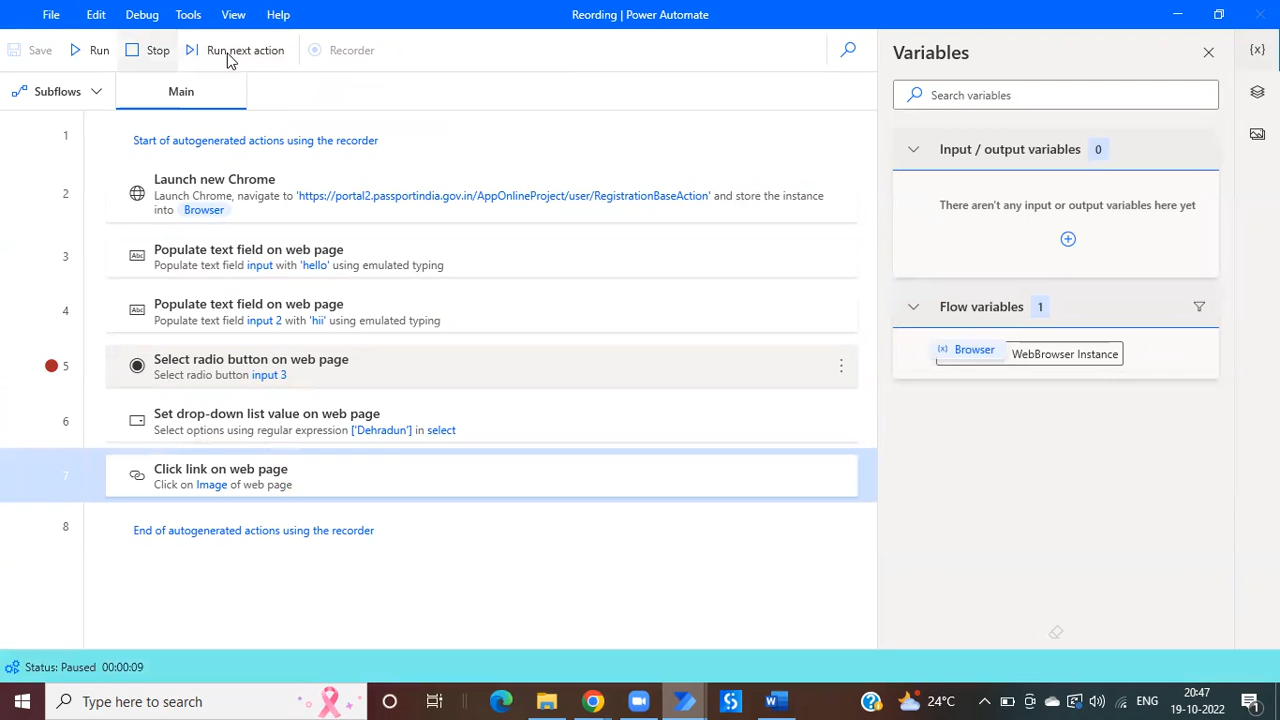 File Edit Debug Tools View Help Reording | Power Automate
Save Run Stop Run next action Recorder
Subflows Main
1 Start of autogenerated actions using the recorder
2 Launch new Chrome
Launch Chrome, navigate to 'https://portal2.passportindia.gov.in/AppOnlineProject/user/RegistrationBaseAction' and store the instance
into Browser
3 Populate text field on web page
Populate text field input with 'hello' using emulated typing
4 Populate text field on web page
Populate text field input 2 with 'hii' using emulated typing
5 Select radio button on web page
Select radio button input 3
6 Set drop-down list value on web page
Select options using regular expression ['Dehradun'] in select
7 Click link on web page
Click on Image of web page
8 End of autogenerated actions using the recorder
Variables
Search variables
Input / output variables 0
There aren't any input or output variables here yet
Flow variables 1
{x} Browser WebBrowser Instance
{x}
Abc
Abc
Status: Paused 00:00:09
Type here to search
24°C ENG 20:47
19-10-2022
1